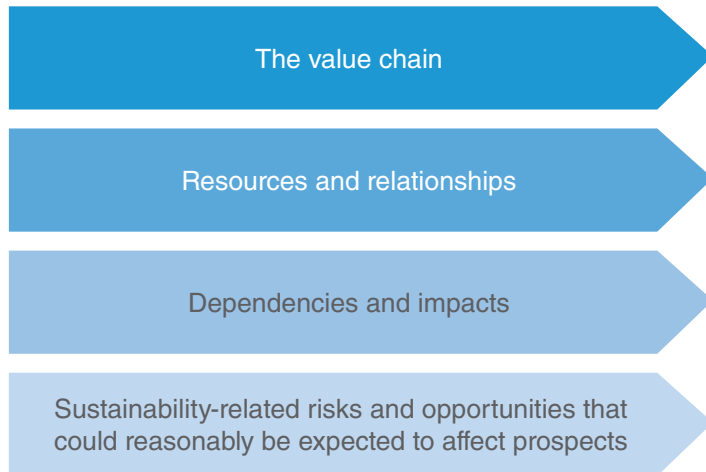 The value chain
Resources and relationships
Dependencies and impacts
Sustainability-related risks and opportunities that
could reasonably be expected to affect prospects